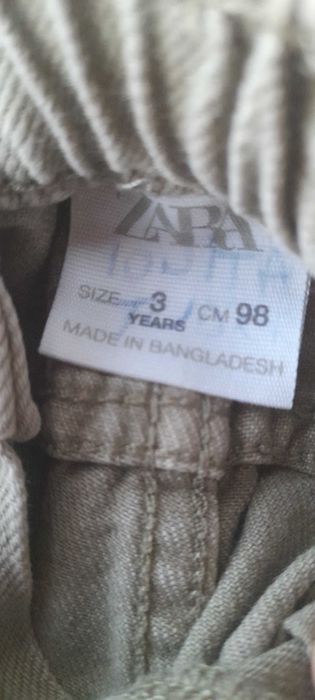 ZARA
SIZE 3 CM 98
YEARS
MADE IN BANGLADESH